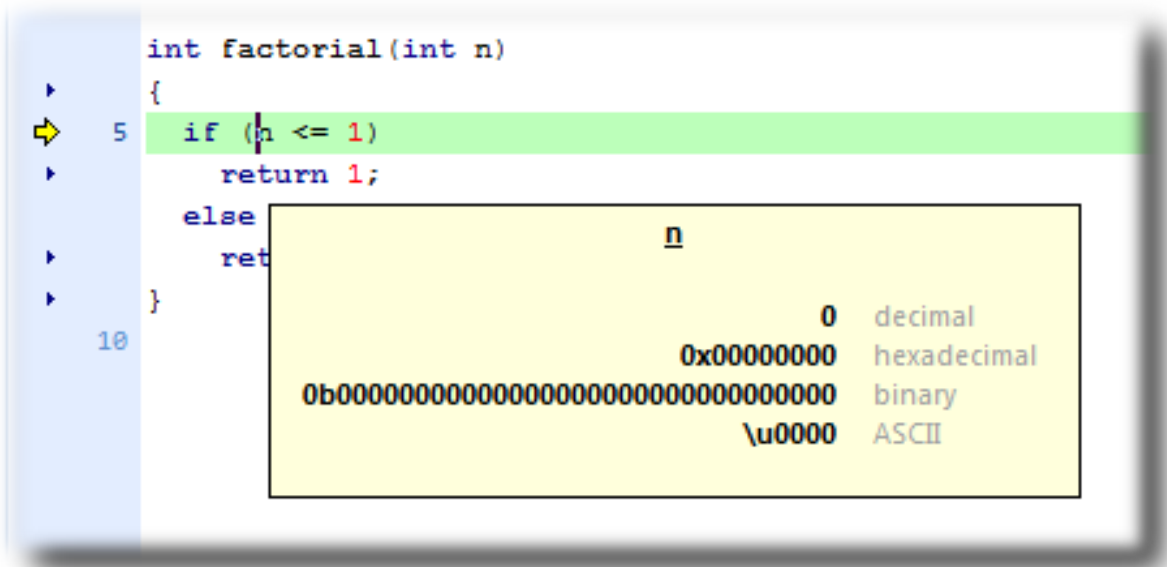 int factorial(int n)
{
5 if (n <= 1)
return 1;
else
ret
}
10
n
0 decimal
0x00000000 hexadecimal
0b00000000000000000000000000000000 binary
\u0000 ASCII